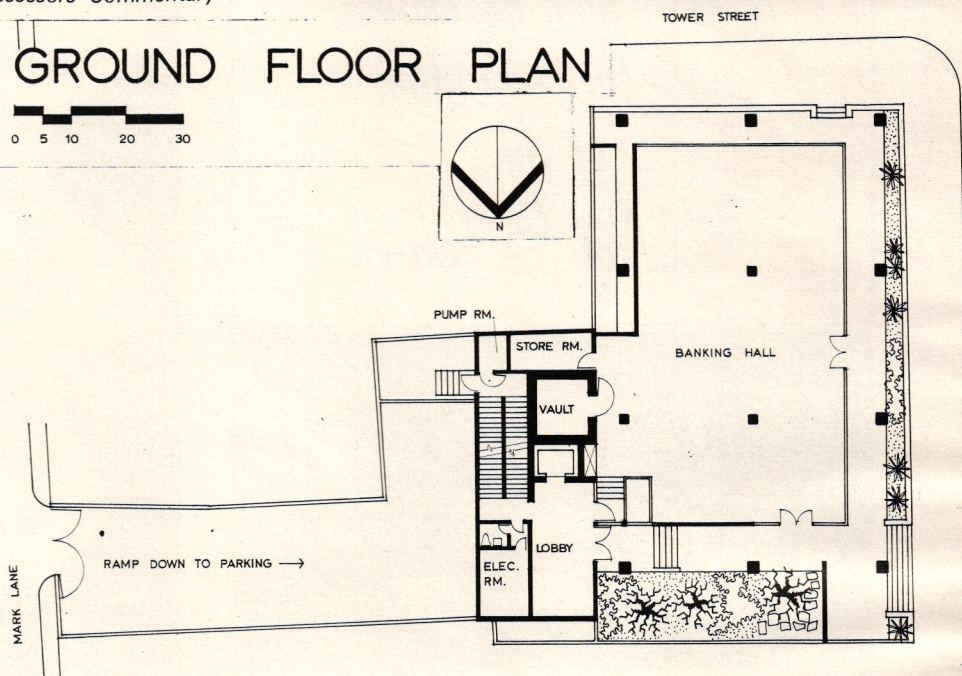 TOWER STREET
GROUND FLOOR PLAN
0 5 10 20 30
N
PUMP RM.
STORE RM.
BANKING HALL
VAULT
LOBBY
RAMP DOWN TO PARKING →
ELEC.
RM.
MARK LANE